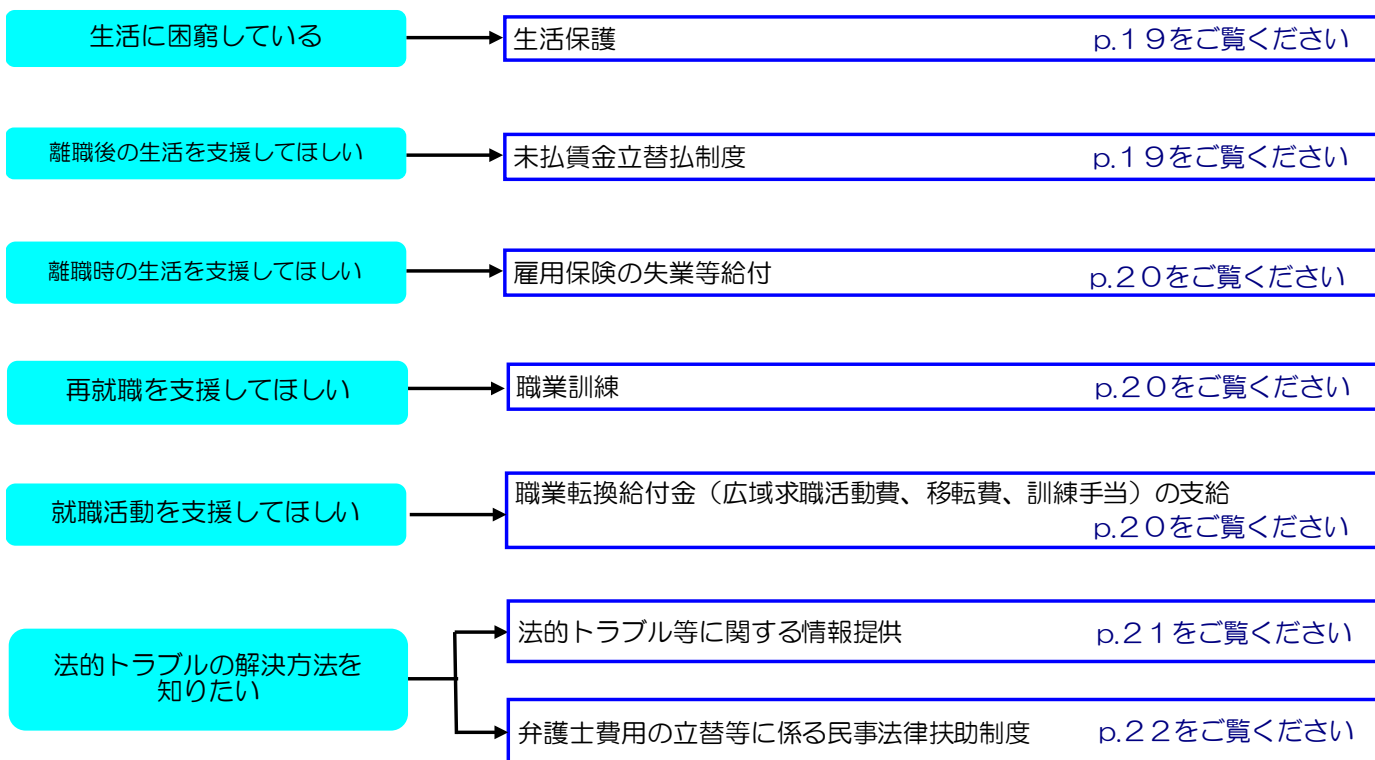 生活に困窮している
生活保護 p.19をご覧ください
離職後の生活を支援してほしい
未払賃金立替払制度 p.19をご覧ください
離職時の生活を支援してほしい
雇用保険の失業等給付 p.20をご覧ください
再就職を支援してほしい
職業訓練 p.20をご覧ください
就職活動を支援してほしい
職業転換給付金（広域求職活動費、移転費、訓練手当）の支給
p.20をご覧ください
法的トラブルの解決方法を
知りたい
法的トラブル等に関する情報提供 p.21をご覧ください
弁護士費用の立替等に係る民事法律扶助制度 p.22をご覧ください